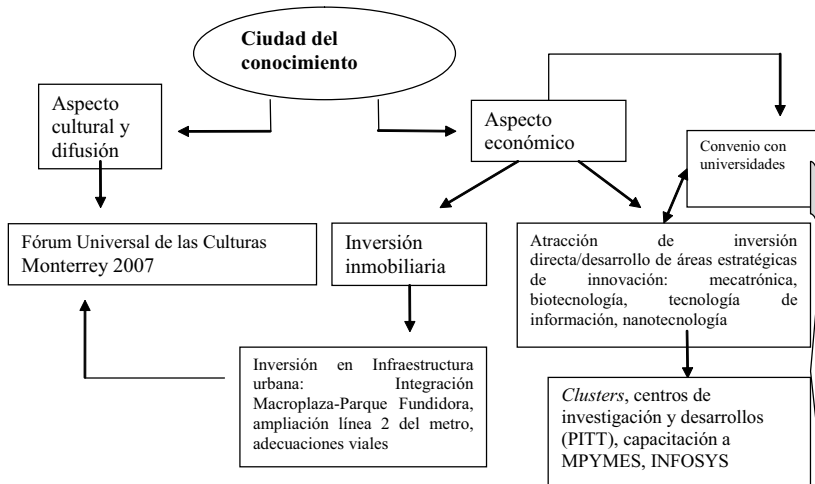 Ciudad del
conocimiento
Aspecto
cultural y
difusión
Aspecto
económico
Convenio con
universidades
Fórum Universal de las Culturas
Monterrey 2007
Inversión
inmobiliaria
Atracción de inversión
directa/desarrollo de áreas estratégicas
de innovación: mecatrónica,
biotecnología, tecnología de
información, nanotecnología
Inversión en Infraestructura
urbana: Integración
Macroplaza-Parque Fundidora,
ampliación línea 2 del metro,
adecuaciones viales
Clusters, centros de
investigación y desarrollos
(PITT), capacitación a
MPYMES, INFOSYS